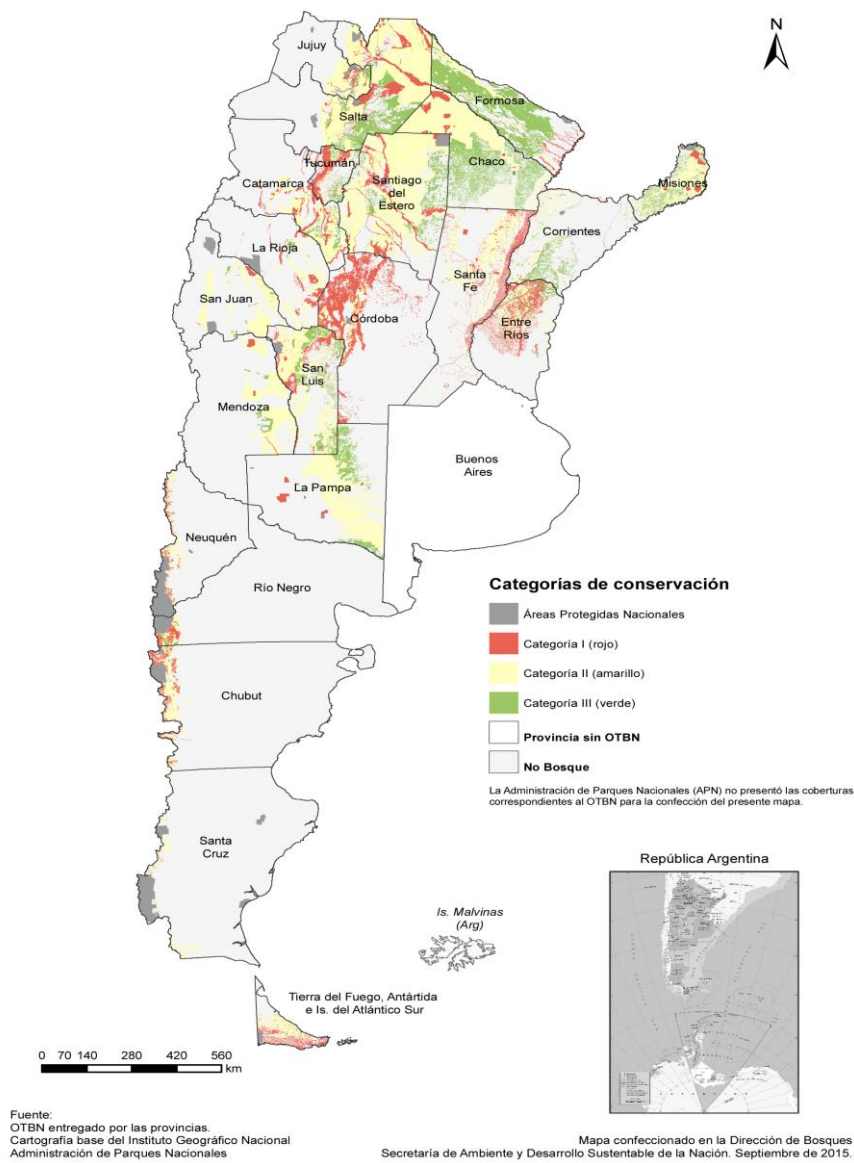 N
Jujuy
Formosa
Salta
Chaco
Tucumán
Misiones
Santiago
del
Estero
Catamarca
Corrientes
La Rioja
Santa
Fe
San Juan
Córdoba
Entre
Ríos
San
Luis
Mendoza
Buenos
Aires
La Pampa
Neuquén
Río Negro
Chubut
Santa
Cruz
Categorías de conservación
Áreas Protegidas Nacionales
Categoría I (rojo)
Categoría II (amarillo)
Categoría III (verde)
Provincia sin OTBN
No Bosque
La Administración de Parques Nacionales (APN) no presentó las coberturas
correspondientes al OTBN para la confección del presente mapa.
República Argentina
Is. Malvinas
(Arg)
Tierra del Fuego, Antártida
e Is. del Atlántico Sur
0 70 140 280 420 560
km
Fuente:
OTBN entregado por las provincias.
Cartografía base del Instituto Geográfico Nacional
Administración de Parques Nacionales
Mapa confeccionado en la Dirección de Bosques
Secretaría de Ambiente y Desarrollo Sustentable de la Nación. Septiembre de 2015.